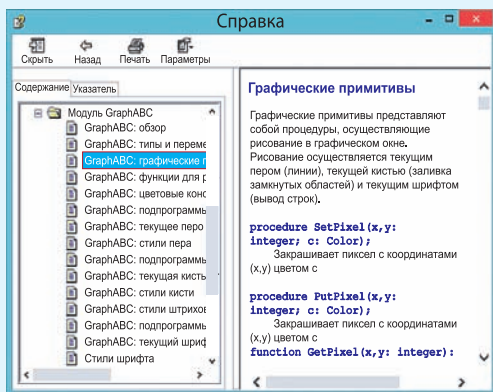 Справка
Скрыть Назад Печать Параметры
Содержание Указатель
Модуль GraphABC
GraphABC: обзор
GraphABC: типы и переме
GraphABC: графические г
GraphABC: функции для р
GraphABC: цветовые конс
GraphABC: подпрограммы
GraphABC: текущее перо
GraphABC: стили пера
GraphABC: подпрограммы
GraphABC: текущая кисть
GraphABC: стили кисти
GraphABC: стили штрихов
GraphABC: подпрограммы
GraphABC: текущий шриф
Стили шрифта
Графические примитивы
Графические примитивы представляют
собой процедуры, осуществляющие
рисование в графическом окне.
Рисование осуществляется текущим
пером (линии), текущей кистью (заливка
замкнутых областей) и текущим шрифтом
(вывод строк).
procedure SetPixel(x,y:
integer; c: Color);
Закрашивает пиксел с координатами
(x,y) цветом c
procedure PutPixel(x,y:
integer; c: Color);
Закрашивает пиксел с координатами
(x,y) цветом c
function GetPixel(x,y: integer):